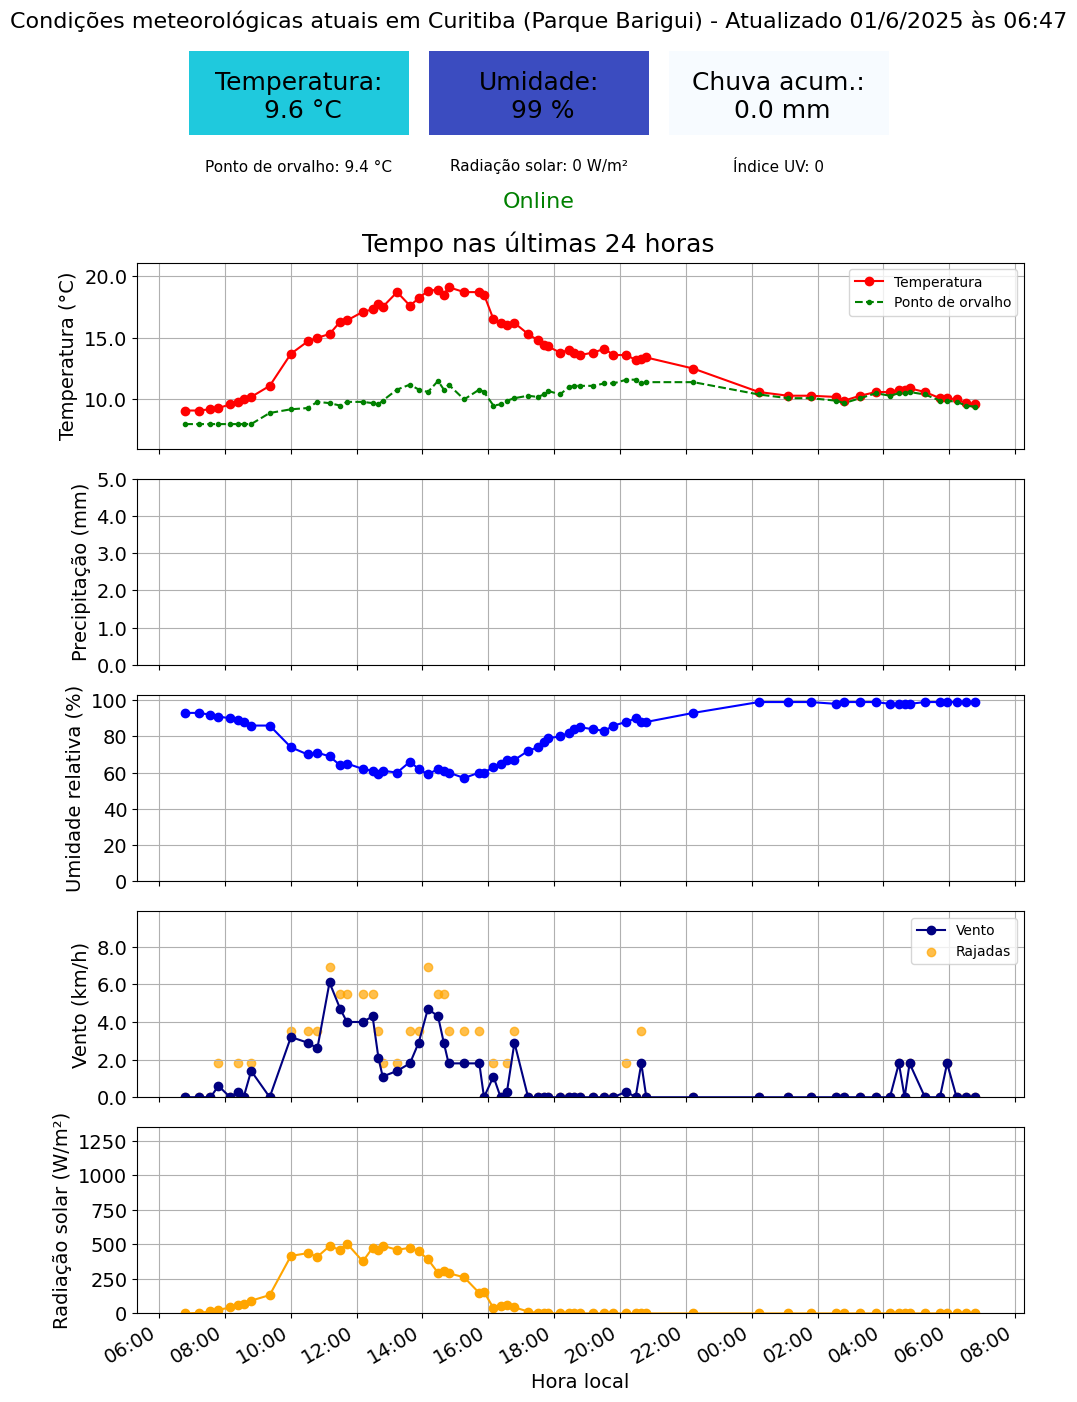 Condições meteorológicas atuais em Curitiba (Parque Barigui) - Atualizado 01/6/2025 às 06:47
Temperatura:
9.6 °C
Umidade:
99 %
Chuva acum.:
0.0 mm
Ponto de orvalho: 9.4 °C
Radiação solar: 0 W/m²
Índice UV: 0
Online
Tempo nas últimas 24 horas
Temperatura (°C)
20.0
15.0
10.0
Temperatura
Ponto de orvalho
Precipitação (mm)
5.0
4.0
3.0
2.0
1.0
0.0
Umidade relativa (%)
100
80
60
40
20
0
Vento (km/h)
8.0
6.0
4.0
2.0
0.0
Vento
Rajadas
Radiação solar (W/m²)
1250
1000
750
500
250
0
06:00
08:00
10:00
12:00
14:00
16:00
18:00
20:00
22:00
00:00
02:00
04:00
06:00
08:00
Hora local